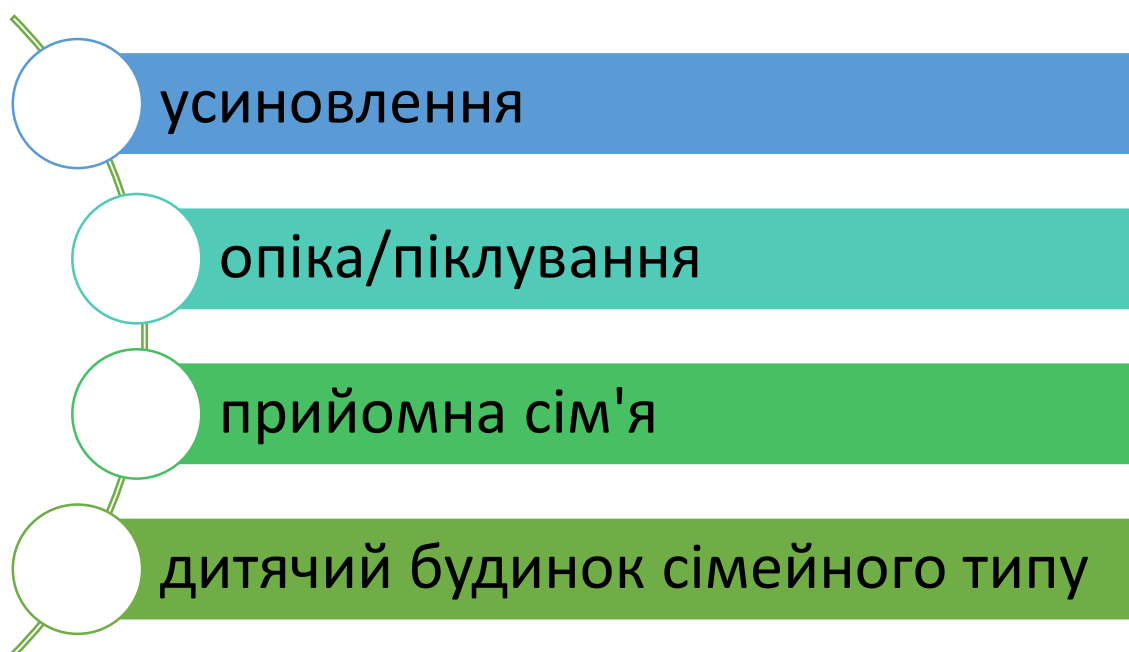 усиновлення
опіка/піклування
прийомна сім'я
дитячий будинок сімейного типу